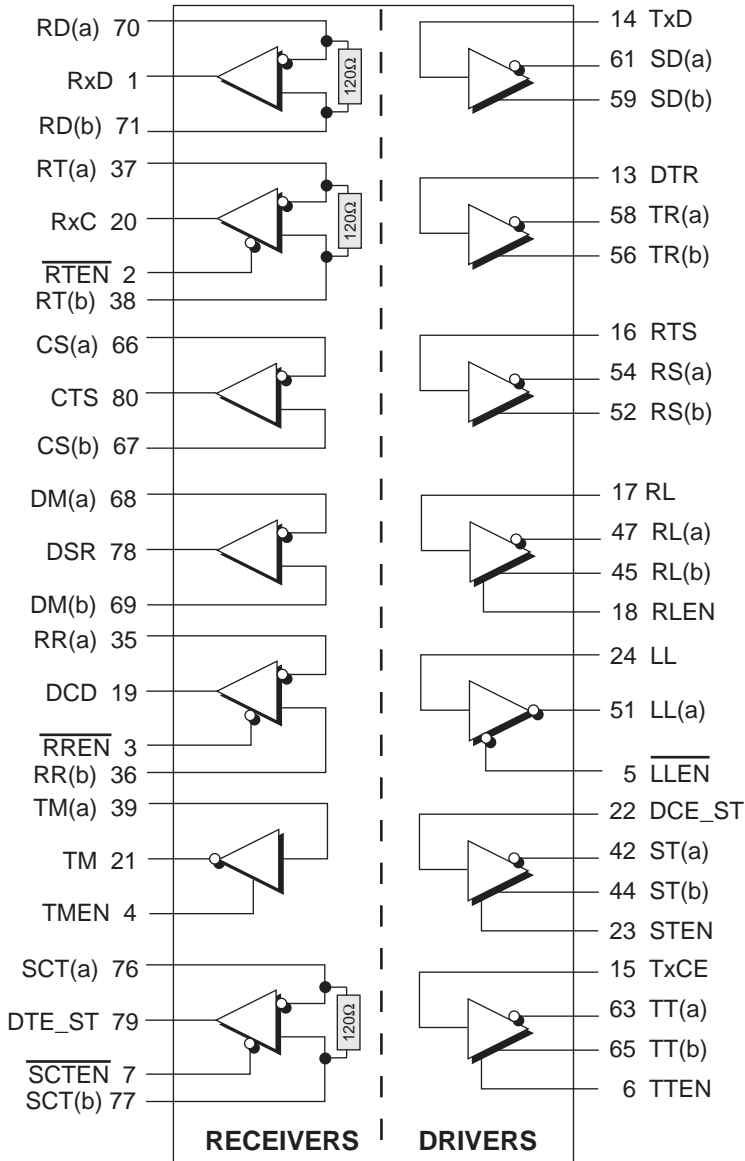 RD(a) 70
RxD 1
RD(b) 71
120Ω
RT(a) 37
RxC 20
RTEN 2
RT(b) 38
120Ω
CS(a) 66
CTS 80
CS(b) 67
DM(a) 68
DSR 78
DM(b) 69
RR(a) 35
DCD 19
RREN 3
RR(b) 36
TM(a) 39
TM 21
TMEN 4
SCT(a) 76
DTE_ST 79
SCTEN 7
SCT(b) 77
120Ω
RECEIVERS
14 TxD
61 SD(a)
59 SD(b)
13 DTR
58 TR(a)
56 TR(b)
16 RTS
54 RS(a)
52 RS(b)
17 RL
47 RL(a)
45 RL(b)
18 RLEN
24 LL
51 LL(a)
5 LLEN
22 DCE_ST
42 ST(a)
44 ST(b)
23 STEN
15 TxCE
63 TT(a)
65 TT(b)
6 TTEN
DRIVERS